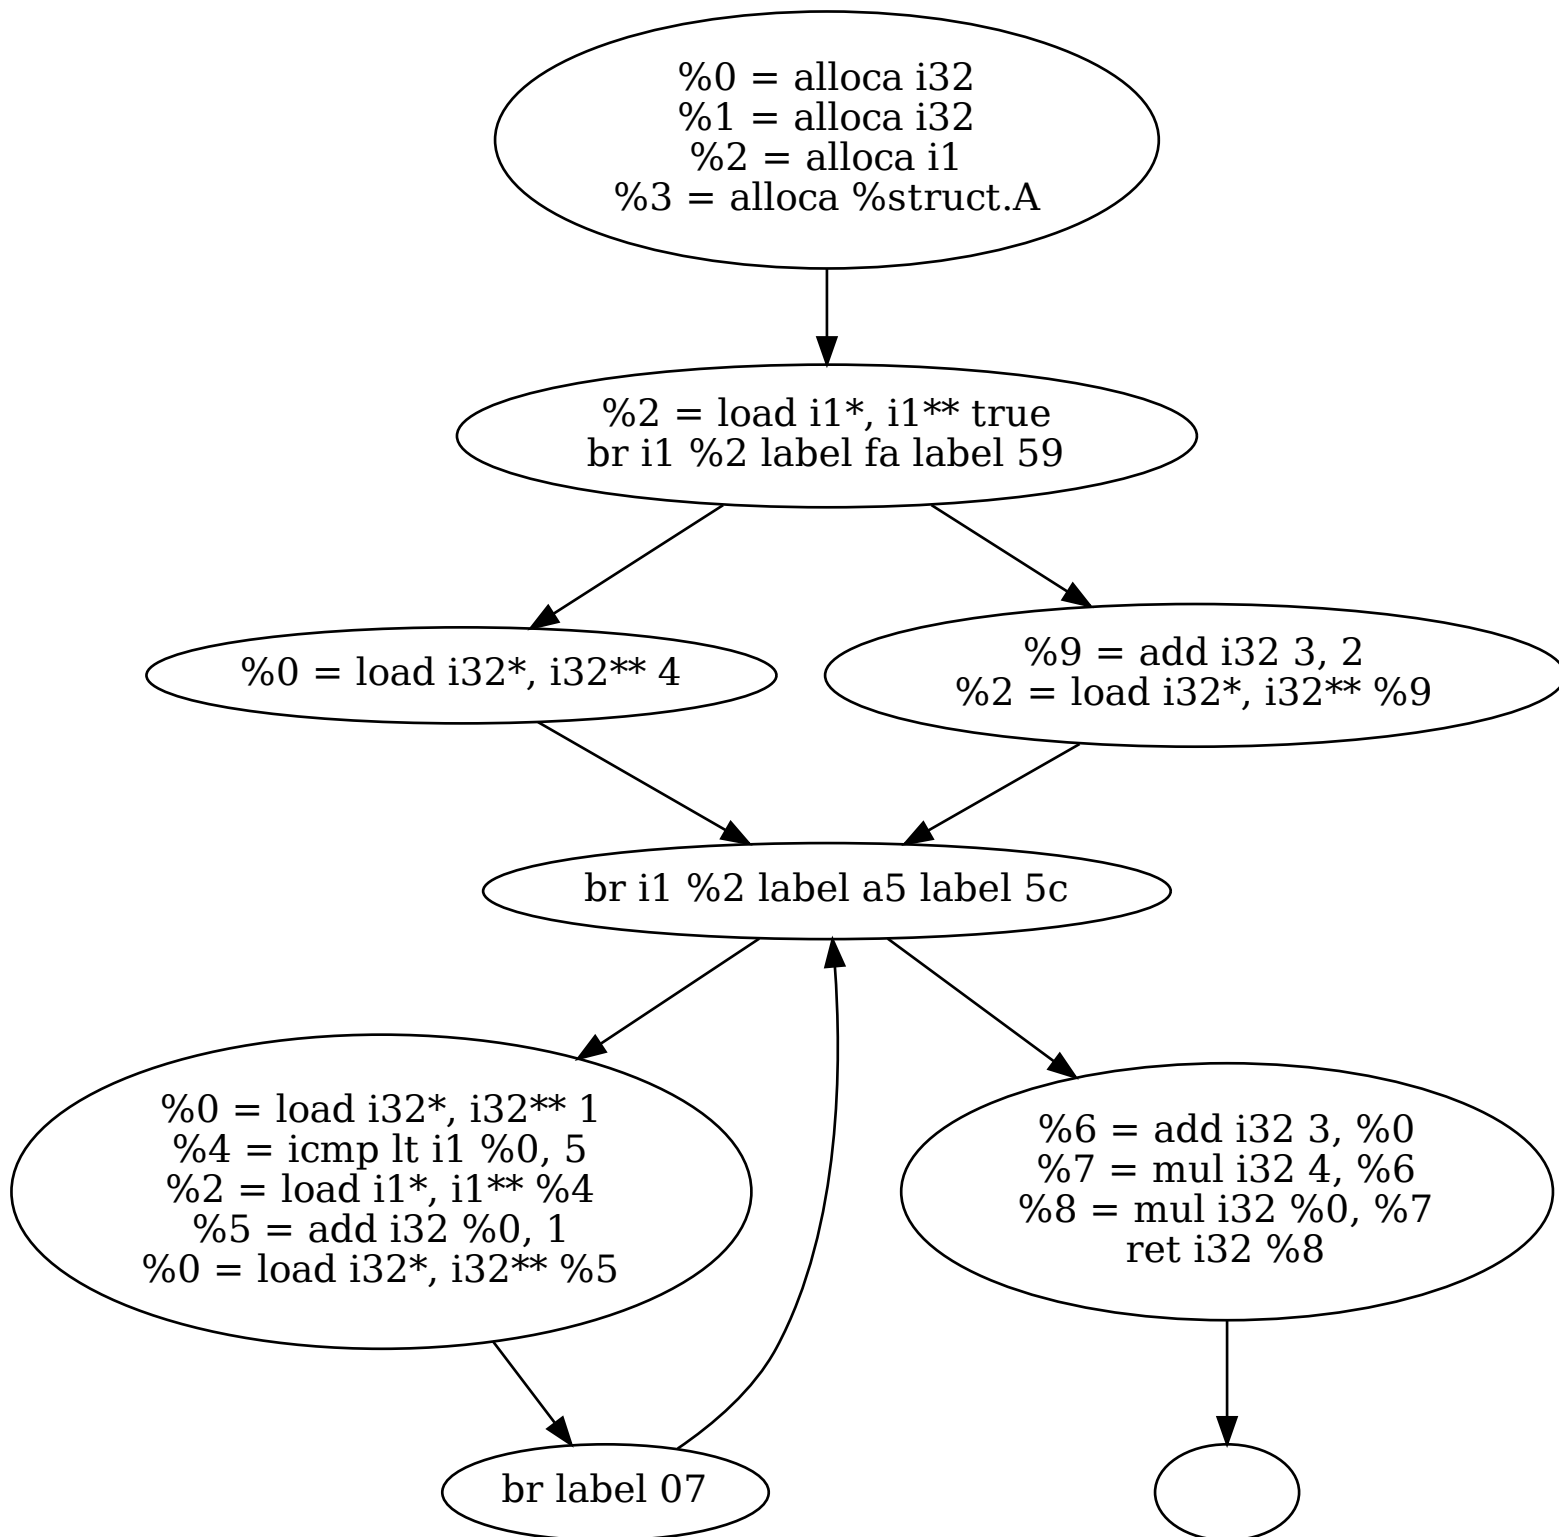 %0 = alloca i32
%1 = alloca i32
%2 = alloca i1
%3 = alloca %struct.A
%2 = load i1*, i1** true
br i1 %2 label fa label 59
%0 = load i32*, i32** 4
%9 = add i32 3, 2
%2 = load i32*, i32** %9
br i1 %2 label a5 label 5c
%0 = load i32*, i32** 1
%4 = icmp lt i1 %0, 5
%2 = load i1*, i1** %4
%5 = add i32 %0, 1
%0 = load i32*, i32** %5
%6 = add i32 3, %0
%7 = mul i32 4, %6
%8 = mul i32 %0, %7
ret i32 %8
br label 07